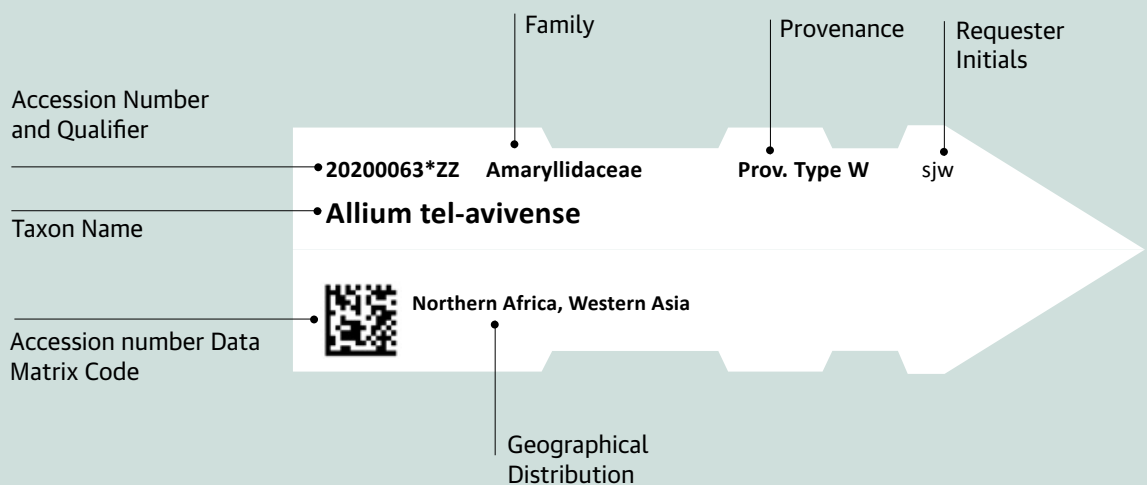 Family
Provenance
Requester
Initials
Accession Number
and Qualifier
20200063*ZZ Amaryllidaceae Prov. Type W sjw
Allium tel-avivense
Taxon Name
Northern Africa, Western Asia
Accession number Data
Matrix Code
Geographical
Distribution